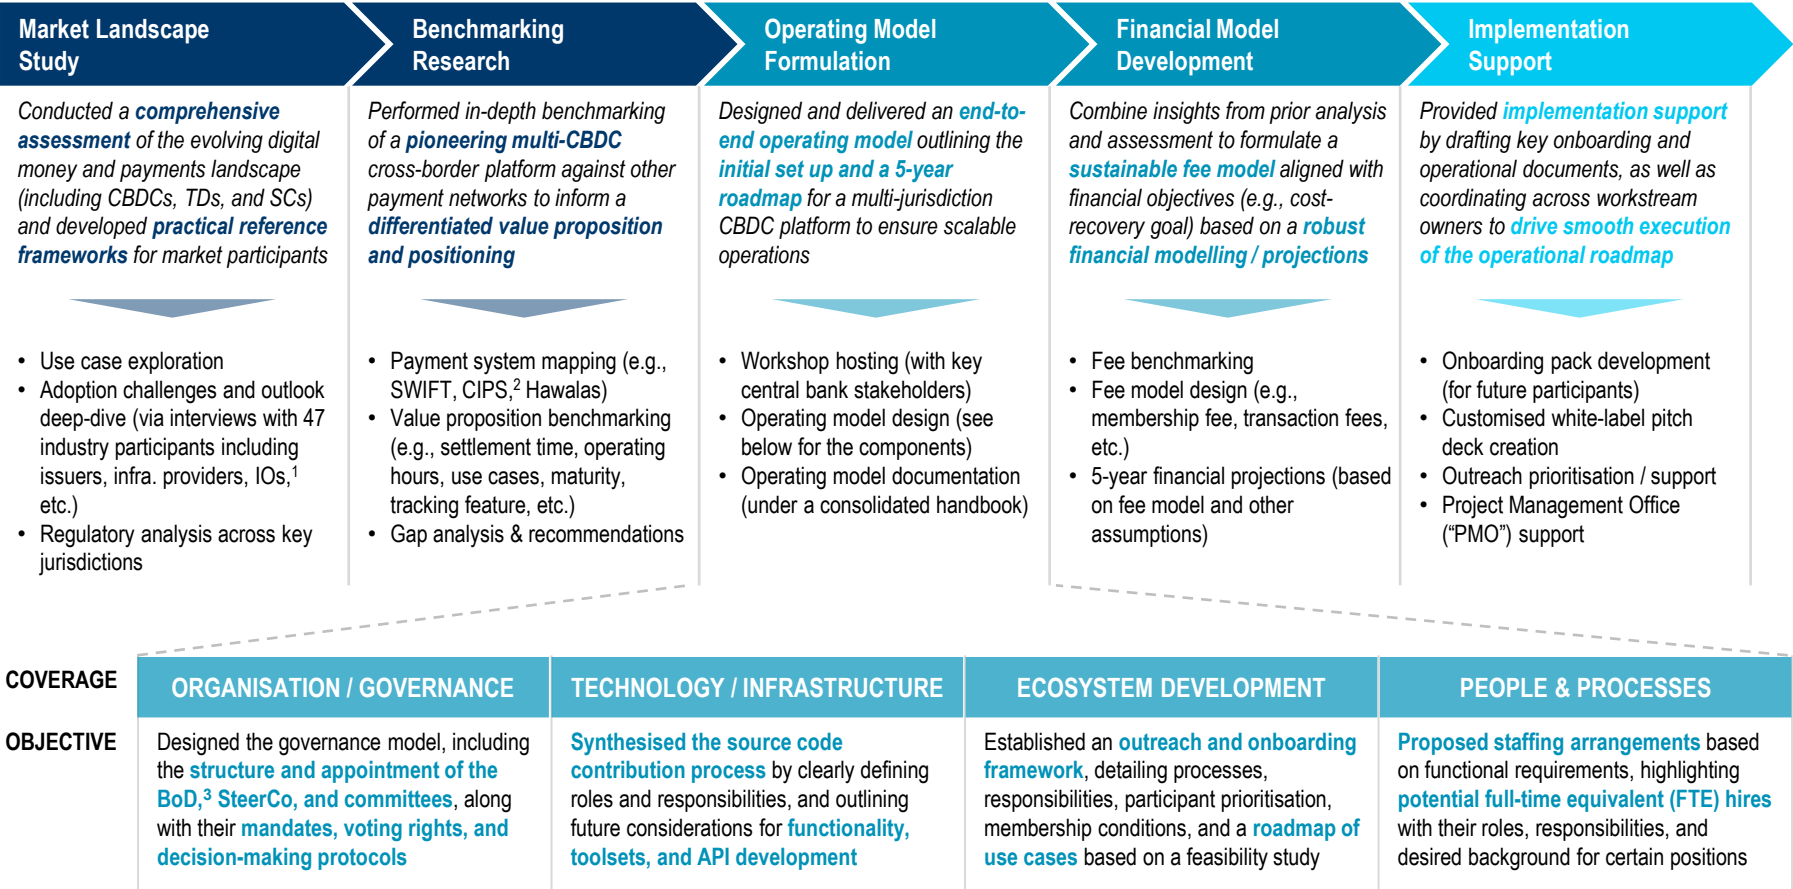 Market Landscape
Study
Benchmarking
Research
Operating Model
Formulation
Financial Model
Development
Implementation
Support
Conducted a comprehensive
assessment of the evolving digital
money and payments landscape
(including CBDCs, TDs, and SCs)
and developed practical reference
frameworks for market participants
Performed in-depth benchmarking
of a pioneering multi-CBDC
cross-border platform against other
payment networks to inform a
differentiated value proposition
and positioning
Designed and delivered an end-to-
end operating model outlining the
initial set up and a 5-year
roadmap for a multi-jurisdiction
CBDC platform to ensure scalable
operations
Combine insights from prior analysis
and assessment to formulate a
sustainable fee model aligned with
financial objectives (e.g., cost-
recovery goal) based on a robust
financial modelling / projections
Provided implementation support
by drafting key onboarding and
operational documents, as well as
coordinating across workstream
owners to drive smooth execution
of the operational roadmap
• Use case exploration
• Adoption challenges and outlook
deep-dive (via interviews with 47
industry participants including
issuers, infra. providers, IOs,1
etc.)
• Regulatory analysis across key
jurisdictions
• Payment system mapping (e.g.,
SWIFT, CIPS,2 Hawalas)
• Value proposition benchmarking
(e.g., settlement time, operating
hours, use cases, maturity,
tracking feature, etc.)
• Gap analysis & recommendations
• Workshop hosting (with key
central bank stakeholders)
• Operating model design (see
below for the components)
• Operating model documentation
(under a consolidated handbook)
• Fee benchmarking
• Fee model design (e.g.,
membership fee, transaction fees,
etc.)
• 5-year financial projections (based
on fee model and other
assumptions)
• Onboarding pack development
(for future participants)
• Customised white-label pitch
deck creation
• Outreach prioritisation / support
• Project Management Office
(“PMO”) support
COVERAGE
ORGANISATION / GOVERNANCE
TECHNOLOGY / INFRASTRUCTURE
ECOSYSTEM DEVELOPMENT
PEOPLE & PROCESSES
OBJECTIVE
Designed the governance model, including
the structure and appointment of the
BoD,3 SteerCo, and committees, along
with their mandates, voting rights, and
decision-making protocols
Synthesised the source code
contribution process by clearly defining
roles and responsibilities, and outlining
future considerations for functionality,
toolsets, and API development
Established an outreach and onboarding
framework, detailing processes,
responsibilities, participant prioritisation,
membership conditions, and a roadmap of
use cases based on a feasibility study
Proposed staffing arrangements based
on functional requirements, highlighting
potential full-time equivalent (FTE) hires
with their roles, responsibilities, and
desired background for certain positions